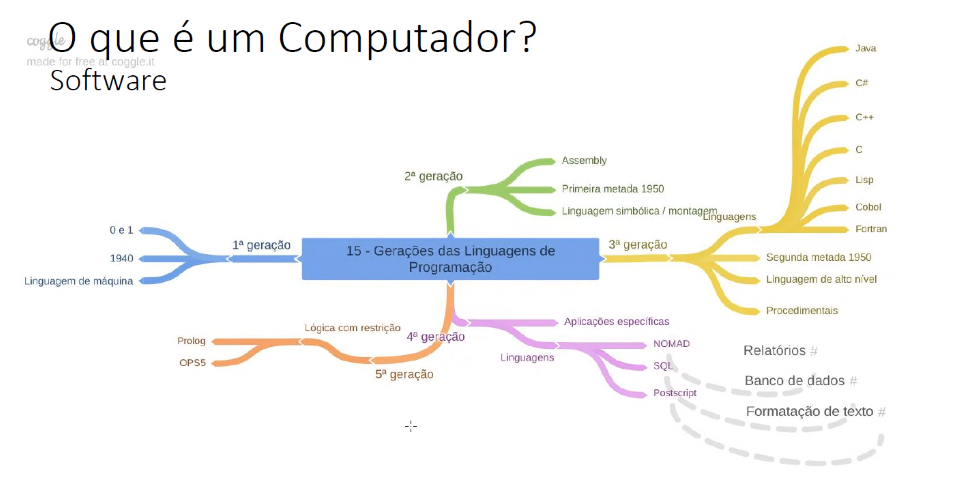 O que é um Computador?
coggle
made for free at coggle.it
Software
Java
C#
C++
C
Lisp
Cobol
Fortran
Linguagens
Segunda metada 1950
Linguagem de alto nível
Procedimentais
3ª geração
2ª geração
Assembly
Primeira metada 1950
Linguagem simbólica / montagem
15 - Gerações das Linguagens de
Programação
1ª geração
0 e 1
1940
Linguagem de máquina
4ª geração
Aplicações específicas
Linguagens
NOMAD
SQL
Postscript
Relatórios #
Banco de dados #
Formatação de texto #
5ª geração
Lógica com restrição
Prolog
OPS5